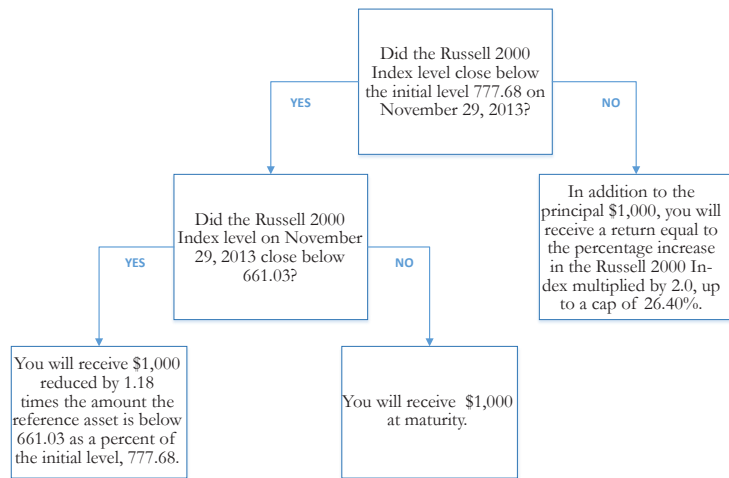 Did the Russell 2000
Index level close below
the initial level 777.68 on
November 29, 2013?
YES
NO
Did the Russell 2000
Index level on November
29, 2013 close below
661.03?
In addition to the
principal $1,000, you will
receive a return equal to
the percentage increase
in the Russell 2000 In-
dex multiplied by 2.0, up
to a cap of 26.40%.
YES
NO
You will receive $1,000
reduced by 1.18
times the amount the
reference asset is below
661.03 as a percent of
the initial level, 777.68.
You will receive $1,000
at maturity.